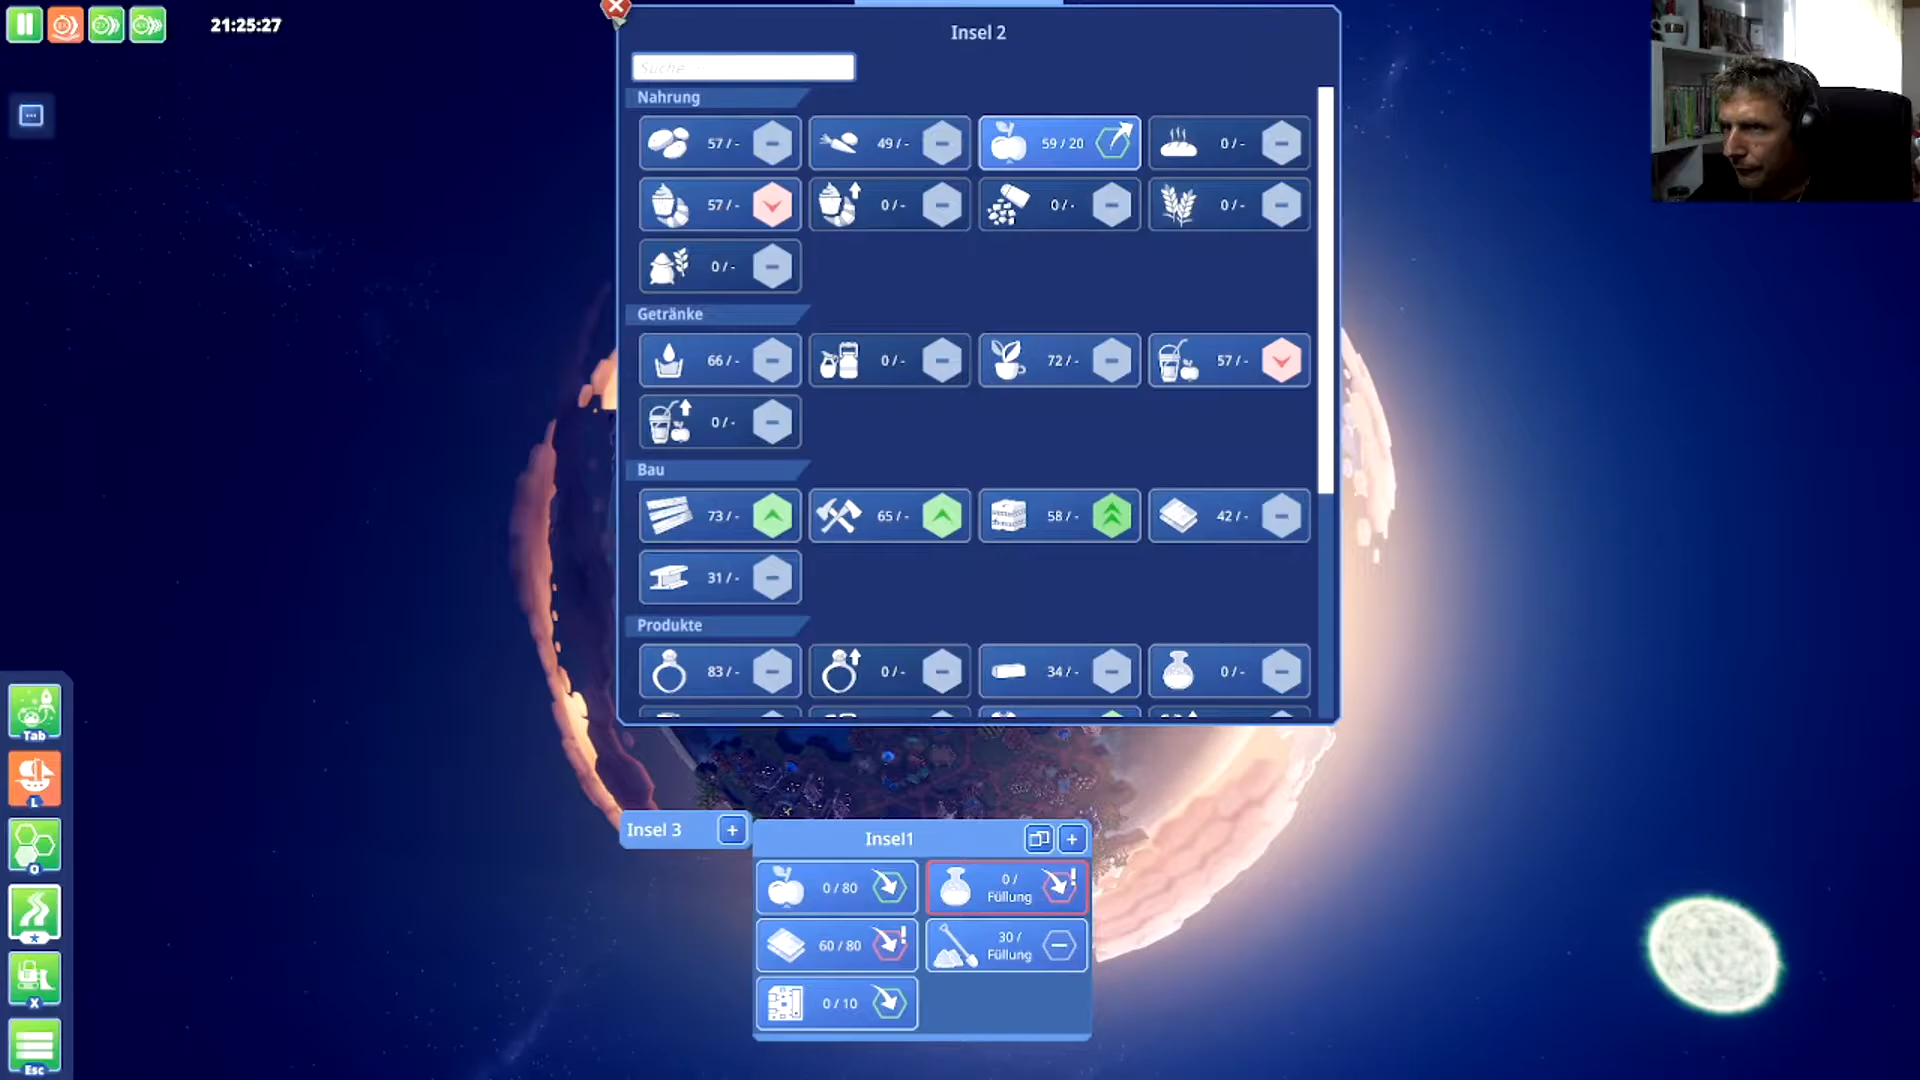 21:25:27
Insel 2
Suche ...
Nahrung
57/-
49/-
59/20
0/-
57/-
0/-
0/-
0/-
0/-
Getränke
66/-
0/-
72/-
57/-
0/-
Bau
73/-
65/-
58/-
42/-
31/-
Produkte
83/-
0/-
34/-
0/-
Tab
L
O
X
Esc
Insel 3
+
Insel1
+
0/80
0/
Füllung
60/80
30/
Füllung
0/10